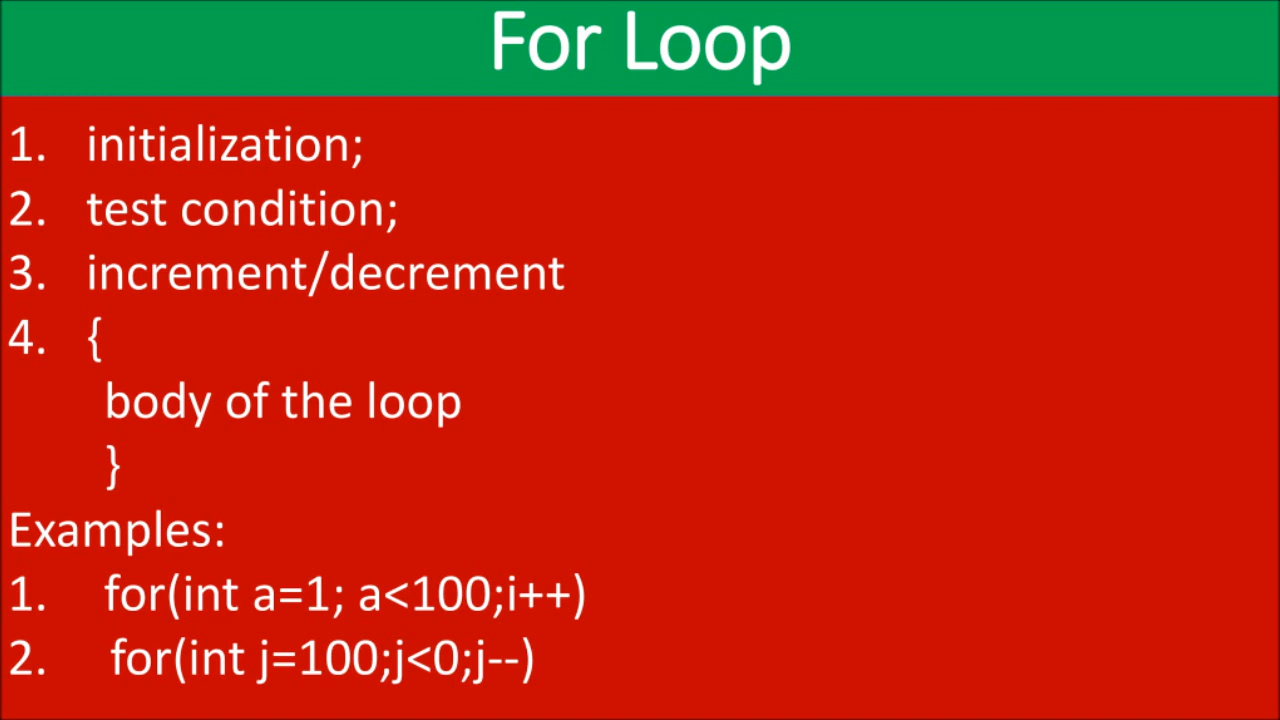 For Loop
1. initialization;
2. test condition;
3. increment/decrement
4. {
body of the loop
}
Examples:
1. for(int a=1; a<100;i++)
2. for(int j=100;j<0;j--)